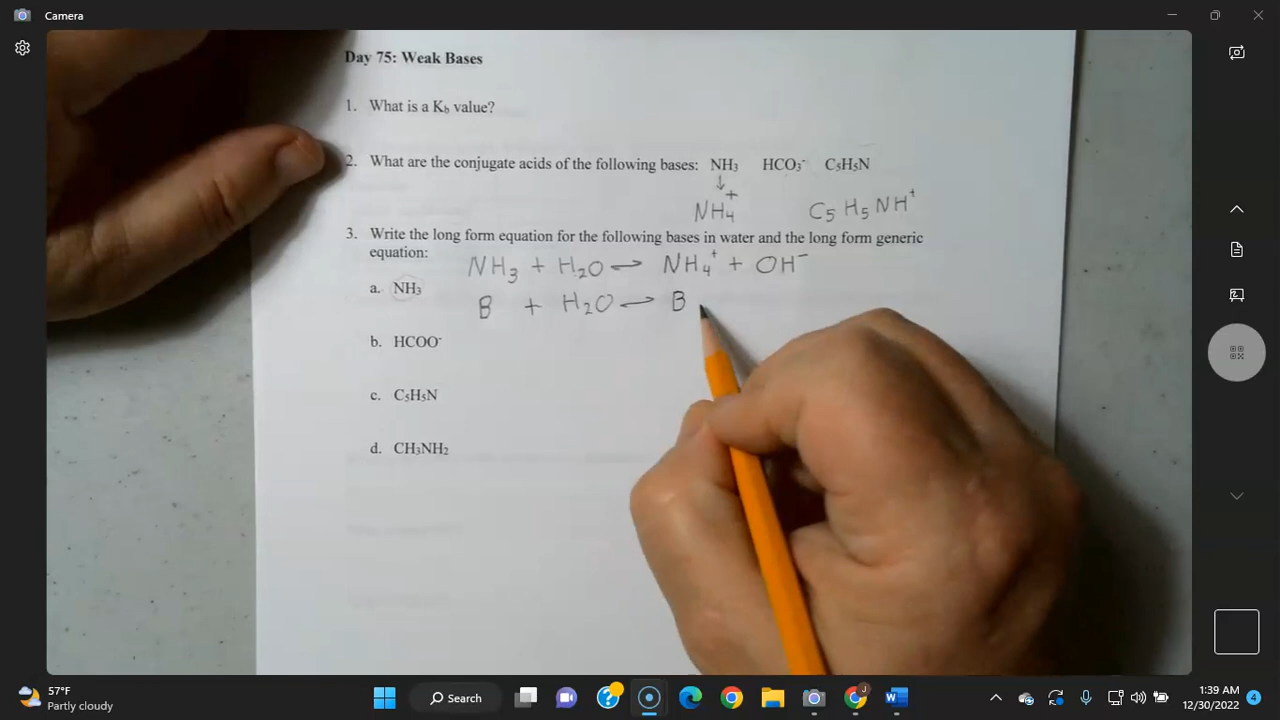 Camera
Day 75: Weak Bases
1. What is a Kb value?
2. What are the conjugate acids of the following bases: NH3 HCO3- C5H5N
↓
NH4+ C5H5NH+
3. Write the long form equation for the following bases in water and the long form generic
equation:
NH3 + H2O ⇀ NH4+ + OH-
a. NH3
B + H2O ⇀ B
b. HCOO-
c. C5H5N
d. CH3NH2
57°F
Partly cloudy
Search
J
W
1:39 AM
12/30/2022
4